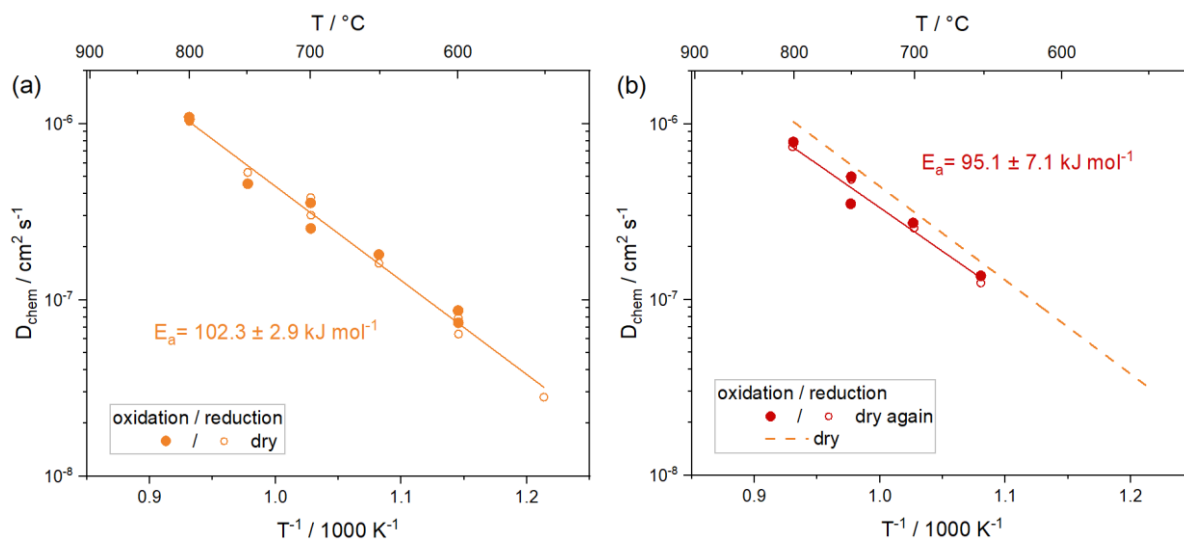 T / °C
900 800 700 600
(a)
10⁻⁶
10⁻⁷
10⁻⁸
D_chem / cm² s⁻¹
Eₐ= 102.3 ± 2.9 kJ mol⁻¹
oxidation / reduction
/ dry
0.9 1.0 1.1 1.2
T⁻¹ / 1000 K⁻¹
T / °C
900 800 700 600
(b)
10⁻⁶
10⁻⁷
10⁻⁸
D_chem / cm² s⁻¹
Eₐ= 95.1 ± 7.1 kJ mol⁻¹
oxidation / reduction
/ dry again
dry
0.9 1.0 1.1 1.2
T⁻¹ / 1000 K⁻¹